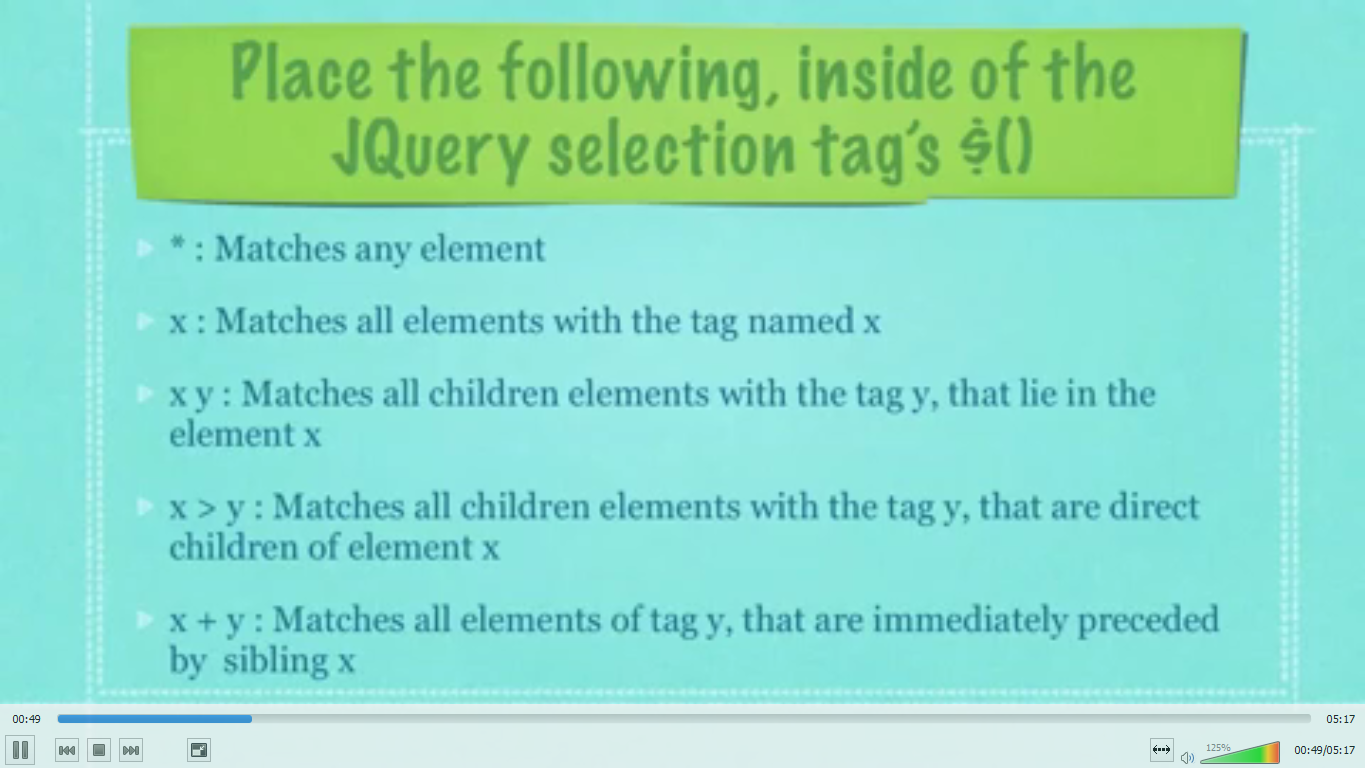 Place the following, inside of the
JQuery selection tag's $()
* : Matches any element
x : Matches all elements with the tag named x
x y : Matches all children elements with the tag y, that lie in the
element x
x > y : Matches all children elements with the tag y, that are direct
children of element x
x + y : Matches all elements of tag y, that are immediately preceded
by sibling x
00:49
05:17
125%
00:49/05:17